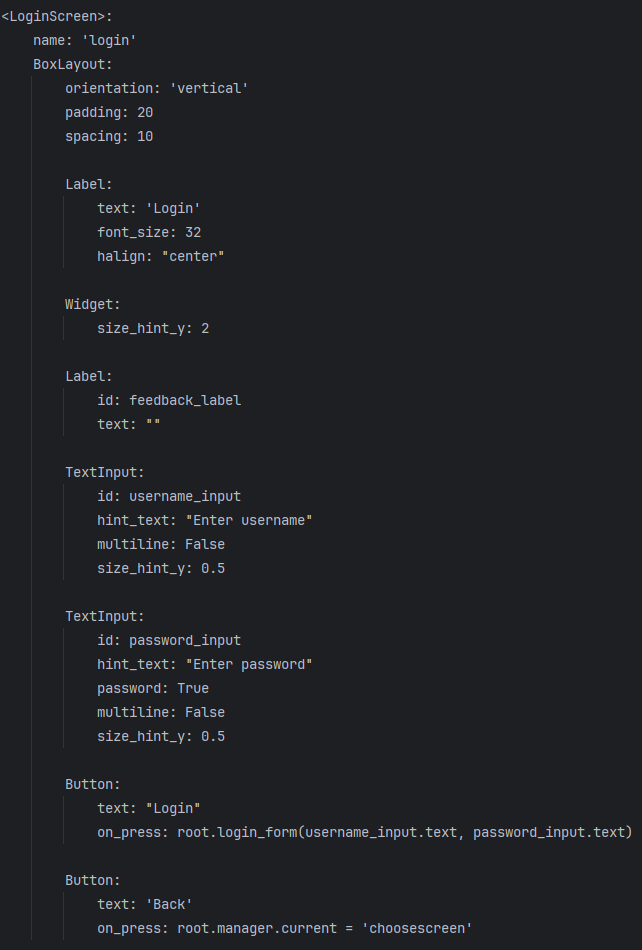 <LoginScreen>:
    name: 'login'
    BoxLayout:
        orientation: 'vertical'
        padding: 20
        spacing: 10

        Label:
            text: 'Login'
            font_size: 32
            halign: "center"

        Widget:
            size_hint_y: 2

        Label:
            id: feedback_label
            text: ""

        TextInput:
            id: username_input
            hint_text: "Enter username"
            multiline: False
            size_hint_y: 0.5

        TextInput:
            id: password_input
            hint_text: "Enter password"
            password: True
            multiline: False
            size_hint_y: 0.5

        Button:
            text: "Login"
            on_press: root.login_form(username_input.text, password_input.text)

        Button:
            text: 'Back'
            on_press: root.manager.current = 'choosescreen'